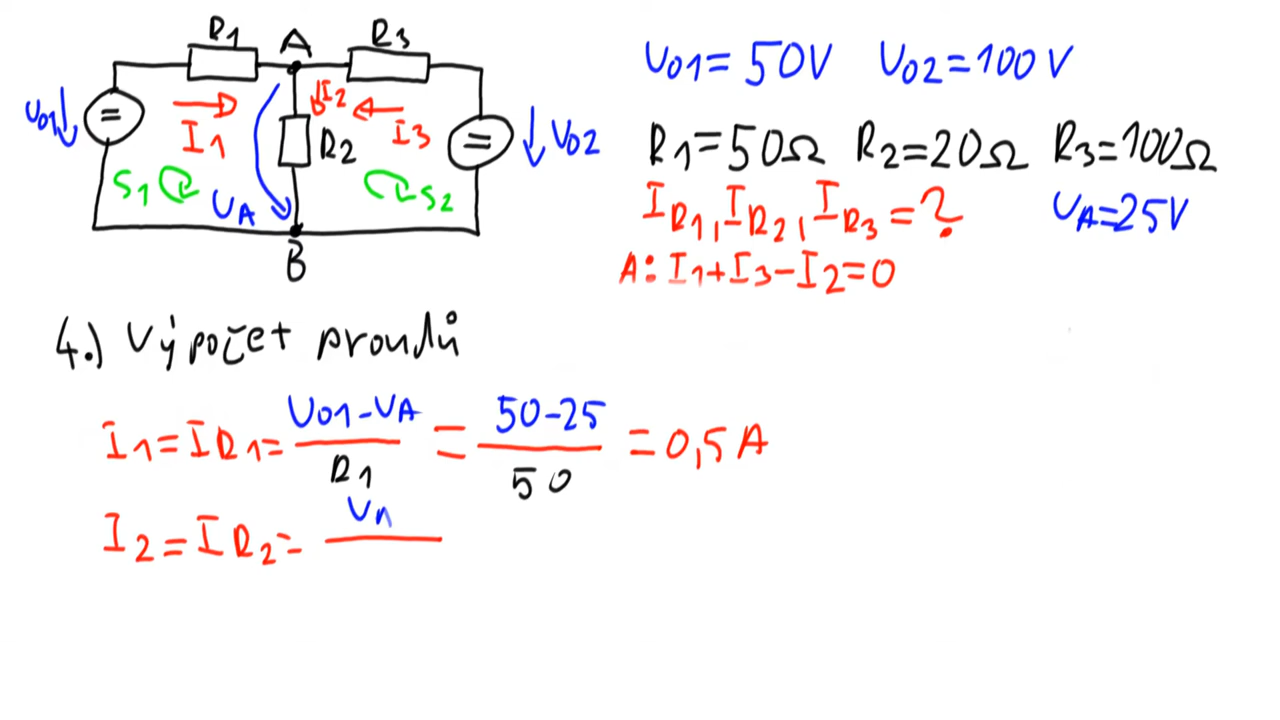 R1 A R3
U01 = I1 I2 I3 R2 = U02
S1 UA S2
B
U01=50V U02=100V
R1=50Ω R2=20Ω R3=100Ω
IR1, IR2, IR3=? UA=25V
A: I1+I3-I2=0
4.) Výpočet proudů
I1=IR1= U01-UA / R1 = 50-25 / 50 = 0,5A
I2=IR2= UA